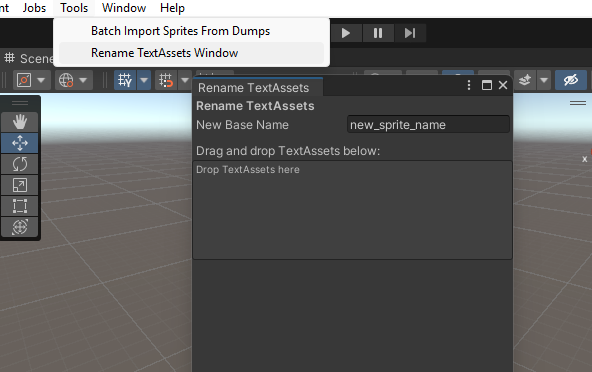 nt Jobs Tools Window Help
Batch Import Sprites From Dumps
Rename TextAssets Window
Scene
Rename TextAssets
Rename TextAssets
New Base Name new_sprite_name
Drag and drop TextAssets below:
Drop TextAssets here
Y
x